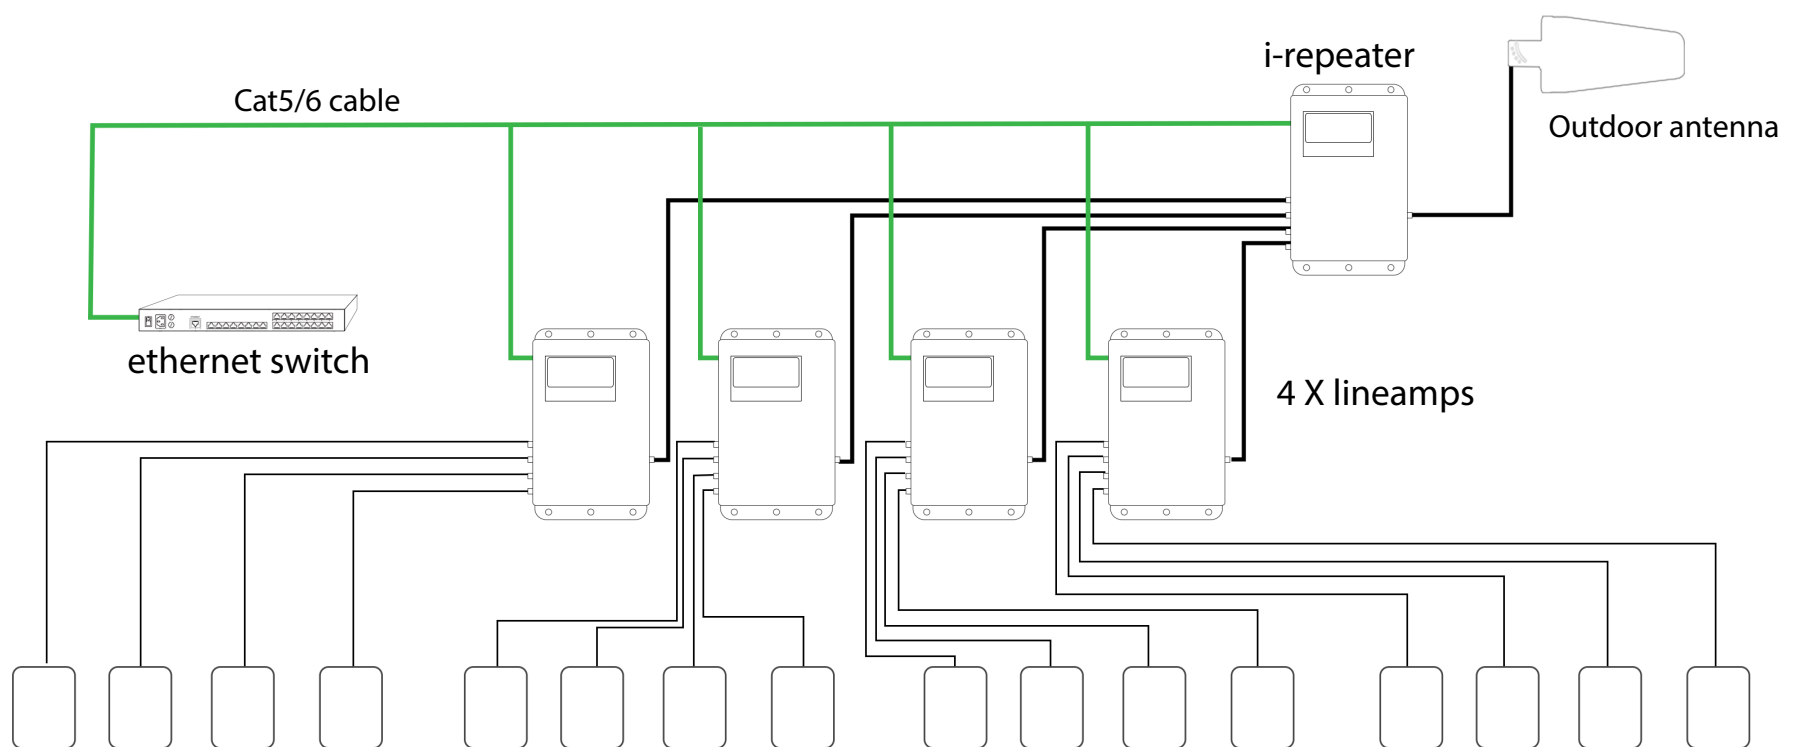 i-repeater
Cat5/6 cable
Outdoor antenna
ethernet switch
4 X lineamps